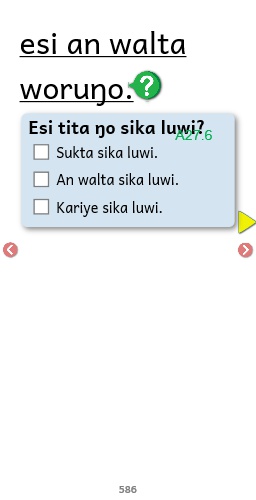 esi an walta
woruŋo.
?
Esi tita ŋo sika luwi?
A27.6
Sukta sika luwi.
An walta sika luwi.
Kariye sika luwi.
586